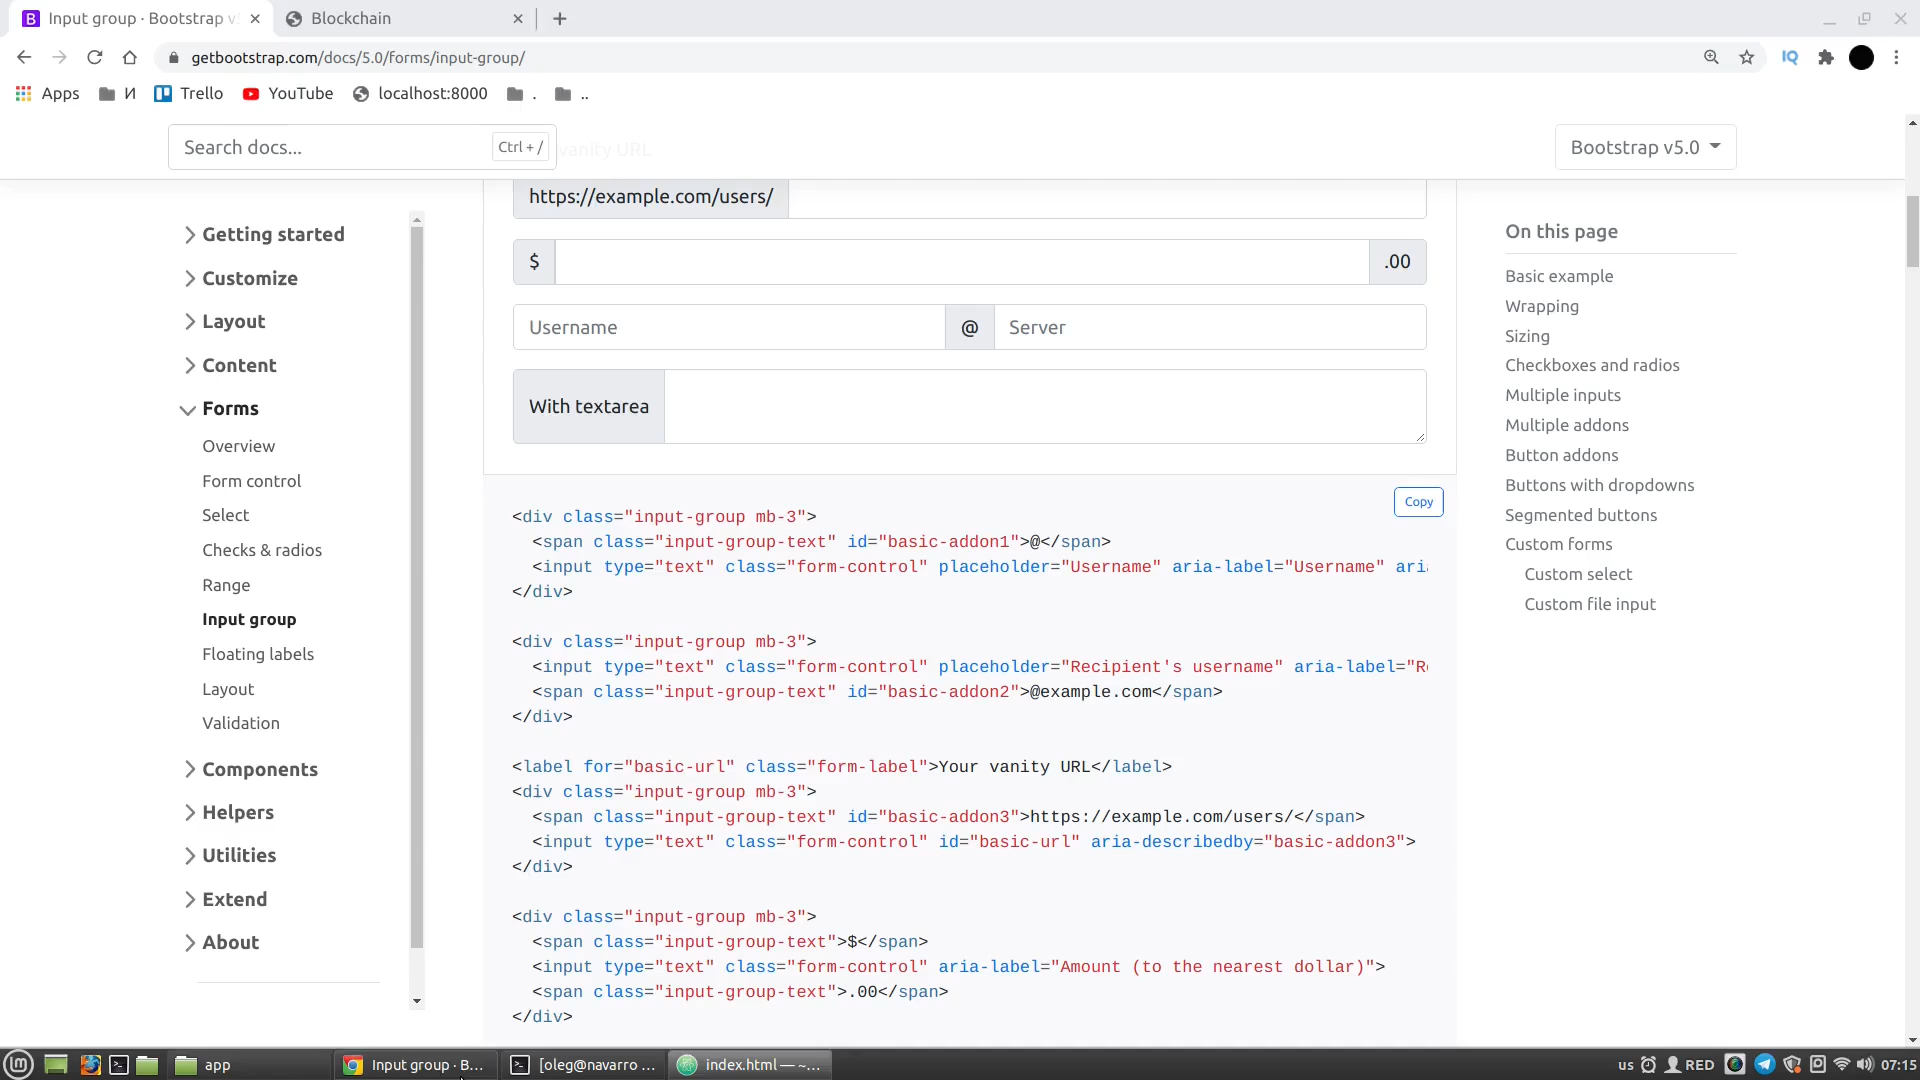 Input group · Bootstrap v
Blockchain
getbootstrap.com/docs/5.0/forms/input-group/
IQ
Apps
И
Trello
YouTube
localhost:8000
.
..
Search docs...
Ctrl + /
vanity URL
Bootstrap v5.0
https://example.com/users/
$
.00
Username
@
Server
With textarea
Getting started
Customize
Layout
Content
Forms
Overview
Form control
Select
Checks & radios
Range
Input group
Floating labels
Layout
Validation
Components
Helpers
Utilities
Extend
About
Copy
<div class="input-group mb-3">
<span class="input-group-text" id="basic-addon1">@</span>
<input type="text" class="form-control" placeholder="Username" aria-label="Username" aria
</div>
<div class="input-group mb-3">
<input type="text" class="form-control" placeholder="Recipient's username" aria-label="Re
<span class="input-group-text" id="basic-addon2">@example.com</span>
</div>
<label for="basic-url" class="form-label">Your vanity URL</label>
<div class="input-group mb-3">
<span class="input-group-text" id="basic-addon3">https://example.com/users/</span>
<input type="text" class="form-control" id="basic-url" aria-describedby="basic-addon3">
</div>
<div class="input-group mb-3">
<span class="input-group-text">$</span>
<input type="text" class="form-control" aria-label="Amount (to the nearest dollar)">
<span class="input-group-text">.00</span>
</div>
On this page
Basic example
Wrapping
Sizing
Checkboxes and radios
Multiple inputs
Multiple addons
Button addons
Buttons with dropdowns
Segmented buttons
Custom forms
Custom select
Custom file input
app
Input group · B...
[oleg@navarro ...
index.html — ~...
us
RED
07:15